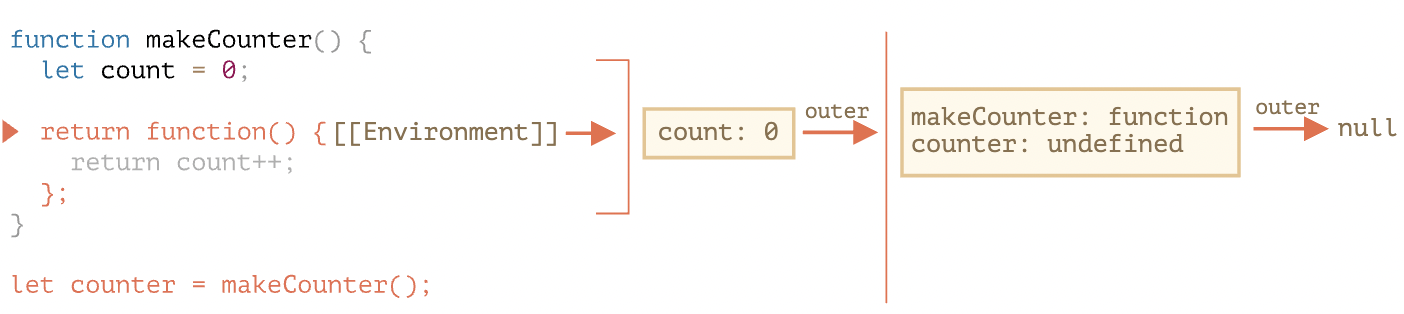 function makeCounter() {
  let count = 0;
  return function() { [[Environment]]
    return count++;
  };
}
let counter = makeCounter();
count: 0
outer
makeCounter: function
counter: undefined
outer
null